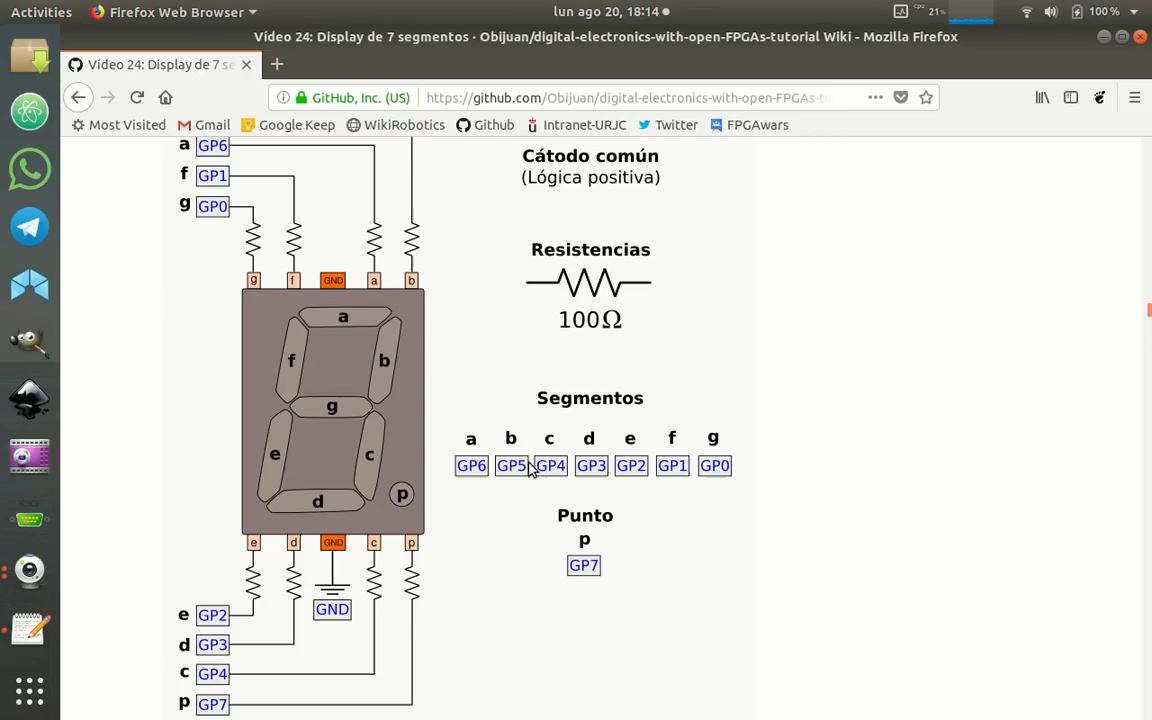 Activities Firefox Web Browser lun ago 20, 18:14 cpu 21% 100 %
Vídeo 24: Display de 7 segmentos · Obijuan/digital-electronics-with-open-FPGAs-tutorial Wiki - Mozilla Firefox
Vídeo 24: Display de 7 se
GitHub, Inc. (US) https://github.com/Obijuan/digital-electronics-with-open-FPGAs-tu
Most Visited Gmail Google Keep WikiRobotics Github Intranet-URJC Twitter FPGAwars
a GP6
f GP1
g GP0
g f GND a b
a
f b
g
e c
d p
e d GND c p
GND
e GP2
d GP3
c GP4
p GP7
Cátodo común
(Lógica positiva)
Resistencias
100Ω
Segmentos
a b c d e f g
GP6 GP5 GP4 GP3 GP2 GP1 GP0
Punto
p
GP7